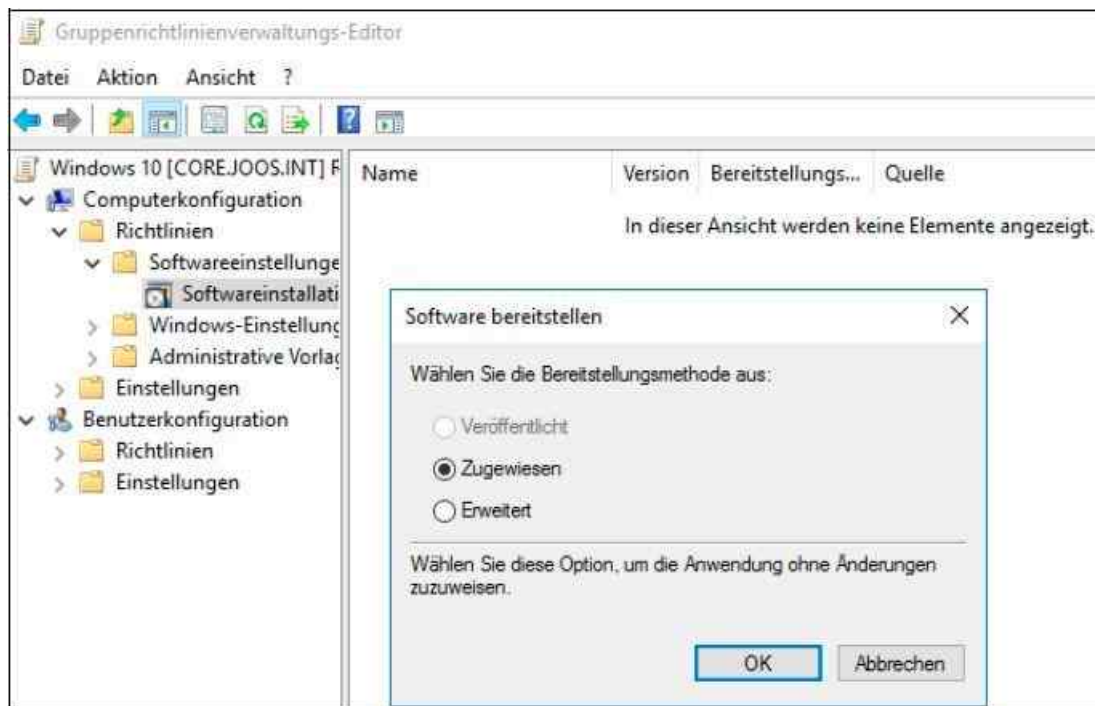 Gruppenrichtlinienverwaltungs-Editor
Datei Aktion Ansicht ?
Windows 10 [CORE.JOOS.INT] R
Computerkonfiguration
Richtlinien
Softwareeinstellunge
Softwareinstallati
Windows-Einstellung
Administrative Vorlag
Einstellungen
Benutzerkonfiguration
Richtlinien
Einstellungen
Name Version Bereitstellungs... Quelle
In dieser Ansicht werden keine Elemente angezeigt.
Software bereitstellen
Wählen Sie die Bereitstellungsmethode aus:
Veröffentlicht
Zugewiesen
Erweitert
Wählen Sie diese Option, um die Anwendung ohne Änderungen
zuzuweisen.
OK Abbrechen